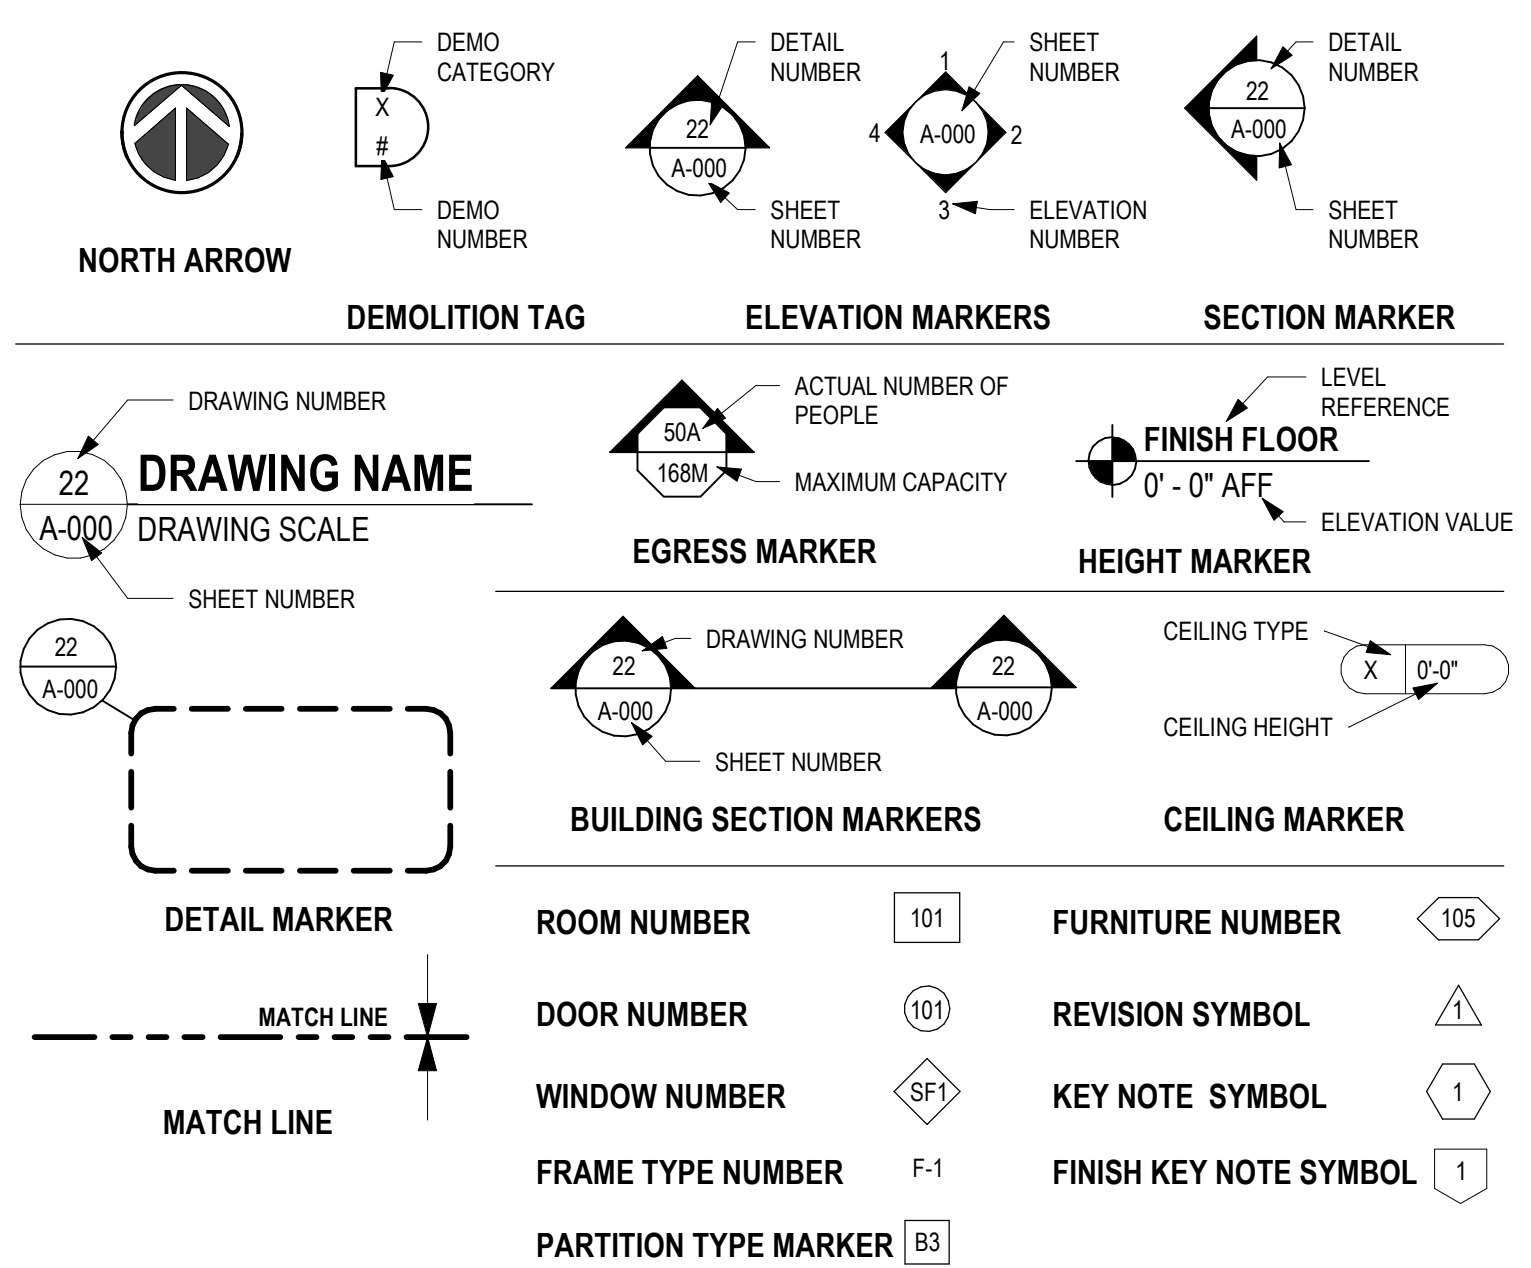 NORTH ARROW
DEMO
CATEGORY
X
#
DEMO
NUMBER
DEMOLITION TAG
DETAIL
NUMBER
22
A-000
SHEET
NUMBER
1
SHEET
NUMBER
4
A-000
2
3
ELEVATION
NUMBER
ELEVATION MARKERS
DETAIL
NUMBER
22
A-000
SHEET
NUMBER
SECTION MARKER
DRAWING NUMBER
22
DRAWING NAME
A-000
DRAWING SCALE
SHEET NUMBER
22
A-000
DETAIL MARKER
MATCH LINE
MATCH LINE
ACTUAL NUMBER OF
PEOPLE
50A
168M
MAXIMUM CAPACITY
EGRESS MARKER
LEVEL
REFERENCE
FINISH FLOOR
0' - 0" AFF
ELEVATION VALUE
HEIGHT MARKER
DRAWING NUMBER
22
A-000
SHEET NUMBER
22
A-000
BUILDING SECTION MARKERS
CEILING TYPE
X
0'-0"
CEILING HEIGHT
CEILING MARKER
ROOM NUMBER
101
DOOR NUMBER
101
WINDOW NUMBER
SF1
FRAME TYPE NUMBER
F-1
PARTITION TYPE MARKER
B3
FURNITURE NUMBER
105
REVISION SYMBOL
1
KEY NOTE  SYMBOL
1
FINISH KEY NOTE SYMBOL
1